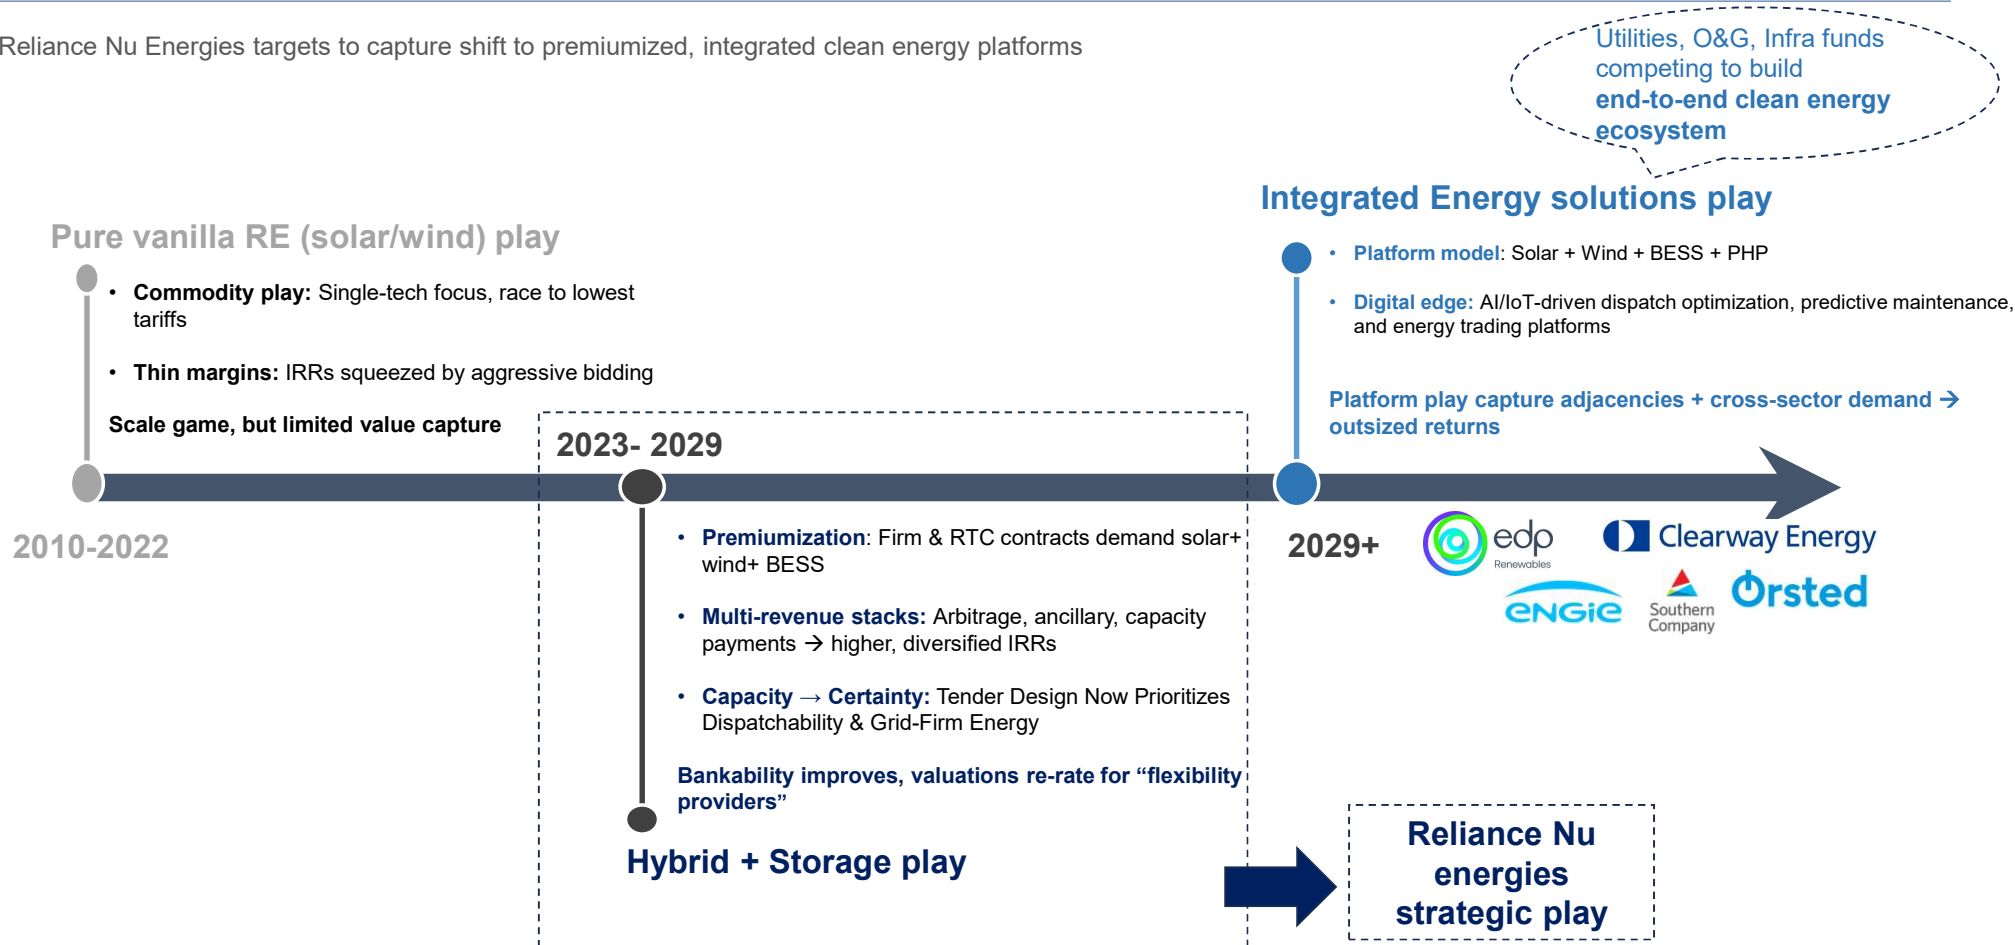 Reliance Nu Energies targets to capture shift to premiumized, integrated clean energy platforms
Utilities, O&G, Infra funds
competing to build
end-to-end clean energy
ecosystem
Pure vanilla RE (solar/wind) play
• Commodity play: Single-tech focus, race to lowest
tariffs
• Thin margins: IRRs squeezed by aggressive bidding
Scale game, but limited value capture
2010-2022
2023- 2029
• Premiumization: Firm & RTC contracts demand solar+
wind+ BESS
• Multi-revenue stacks: Arbitrage, ancillary, capacity
payments → higher, diversified IRRs
• Capacity → Certainty: Tender Design Now Prioritizes
Dispatchability & Grid-Firm Energy
Bankability improves, valuations re-rate for “flexibility
providers”
Hybrid + Storage play
Integrated Energy solutions play
• Platform model: Solar + Wind + BESS + PHP
• Digital edge: AI/IoT-driven dispatch optimization, predictive maintenance,
and energy trading platforms
Platform play capture adjacencies + cross-sector demand →
outsized returns
2029+
edp
Renewables
Clearway Energy
ENGIE
Southern
Company
Ørsted
Reliance Nu
energies
strategic play